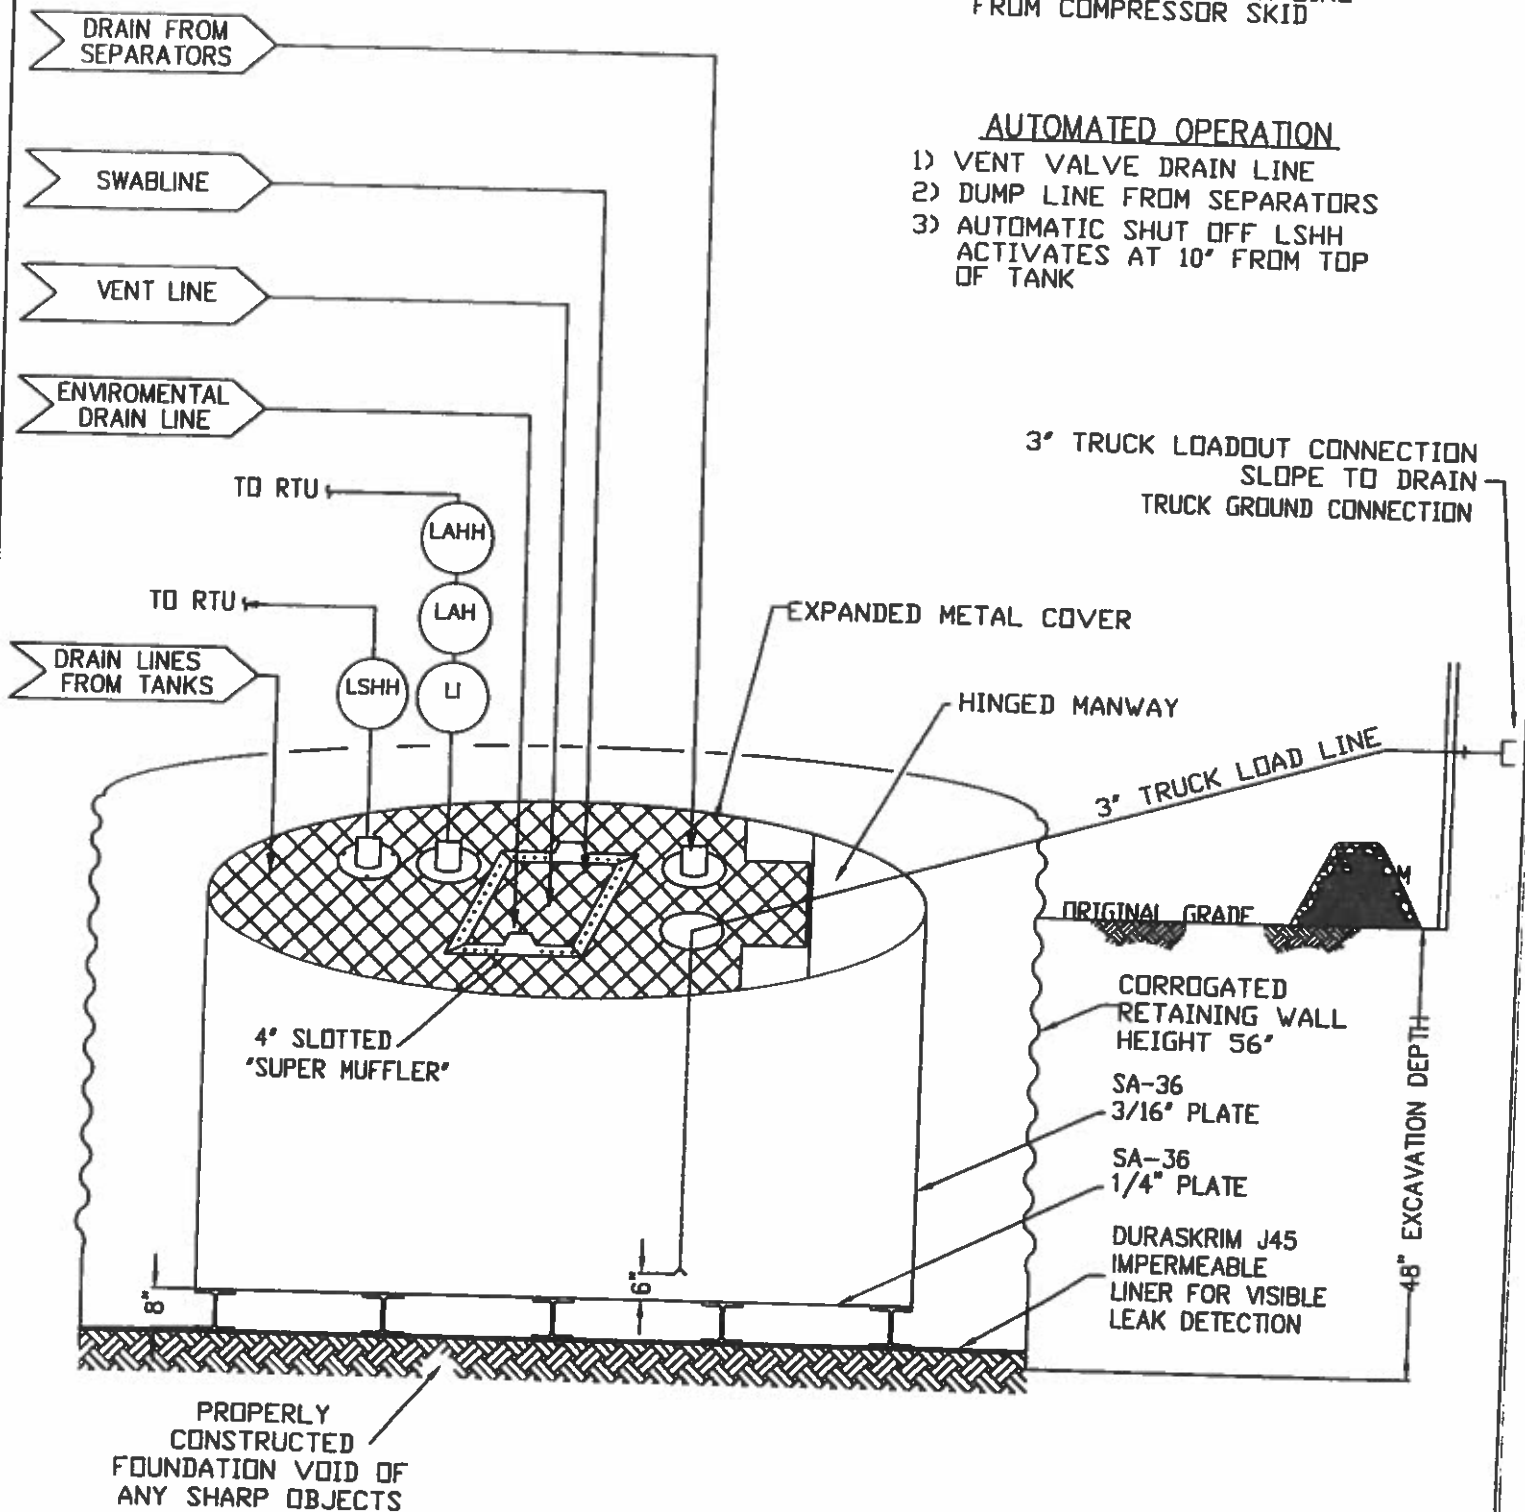 FROM COMPRESSOR SKID
DRAIN FROM
SEPARATORS
AUTOMATED OPERATION
1) VENT VALVE DRAIN LINE
2) DUMP LINE FROM SEPARATORS
3) AUTOMATIC SHUT OFF LSHH
ACTIVATES AT 10" FROM TOP
OF TANK
SWABLINE
VENT LINE
ENVIROMENTAL
DRAIN LINE
3" TRUCK LOADOUT CONNECTION
SLOPE TO DRAIN
TRUCK GROUND CONNECTION
TO RTU
LAHH
LAH
TO RTU
LSHH
LI
DRAIN LINES
FROM TANKS
EXPANDED METAL COVER
HINGED MANWAY
3" TRUCK LOAD LINE
M
ORIGINAL GRADE
4" SLOTTED
"SUPER MUFFLER"
CORROGATED
RETAINING WALL
HEIGHT 56"
SA-36
3/16" PLATE
SA-36
1/4" PLATE
DURASKRIM J45
IMPERMEABLE
LINER FOR VISIBLE
LEAK DETECTION
48" EXCAVATION DEPTH
8"
6"
PROPERLY
CONSTRUCTED
FOUNDATION VOID OF
ANY SHARP OBJECTS